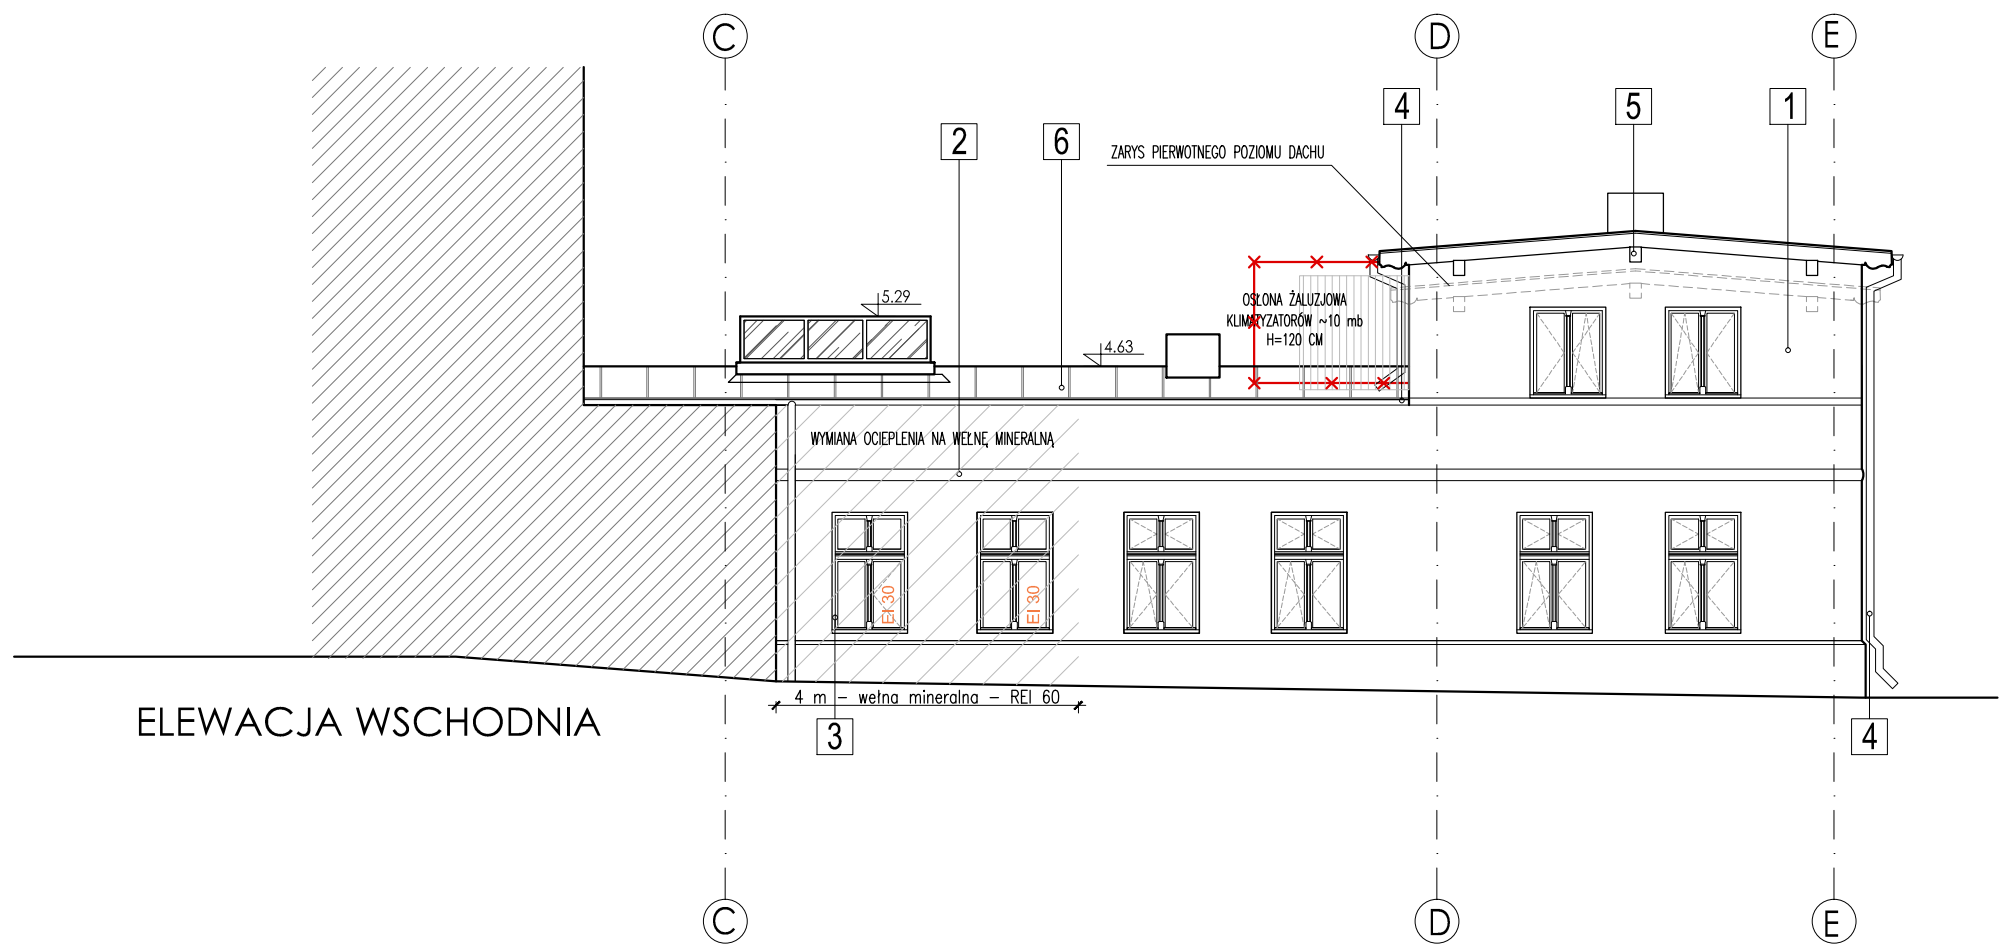 C
D
E
4
5
1
2
6
ZARYS PIERWOTNEGO POZIOMU DACHU
5.29
OSŁONA ŻALUZJOWA
KLIMATYZATORÓW ~10 mb
H=120 CM
4.63
WYMIANA OCIEPLENIA NA WEŁNĘ MINERALNĄ
EI 30
EI 30
4 m – wełna mineralna – REI 60
ELEWACJA WSCHODNIA
3
4
C
D
E